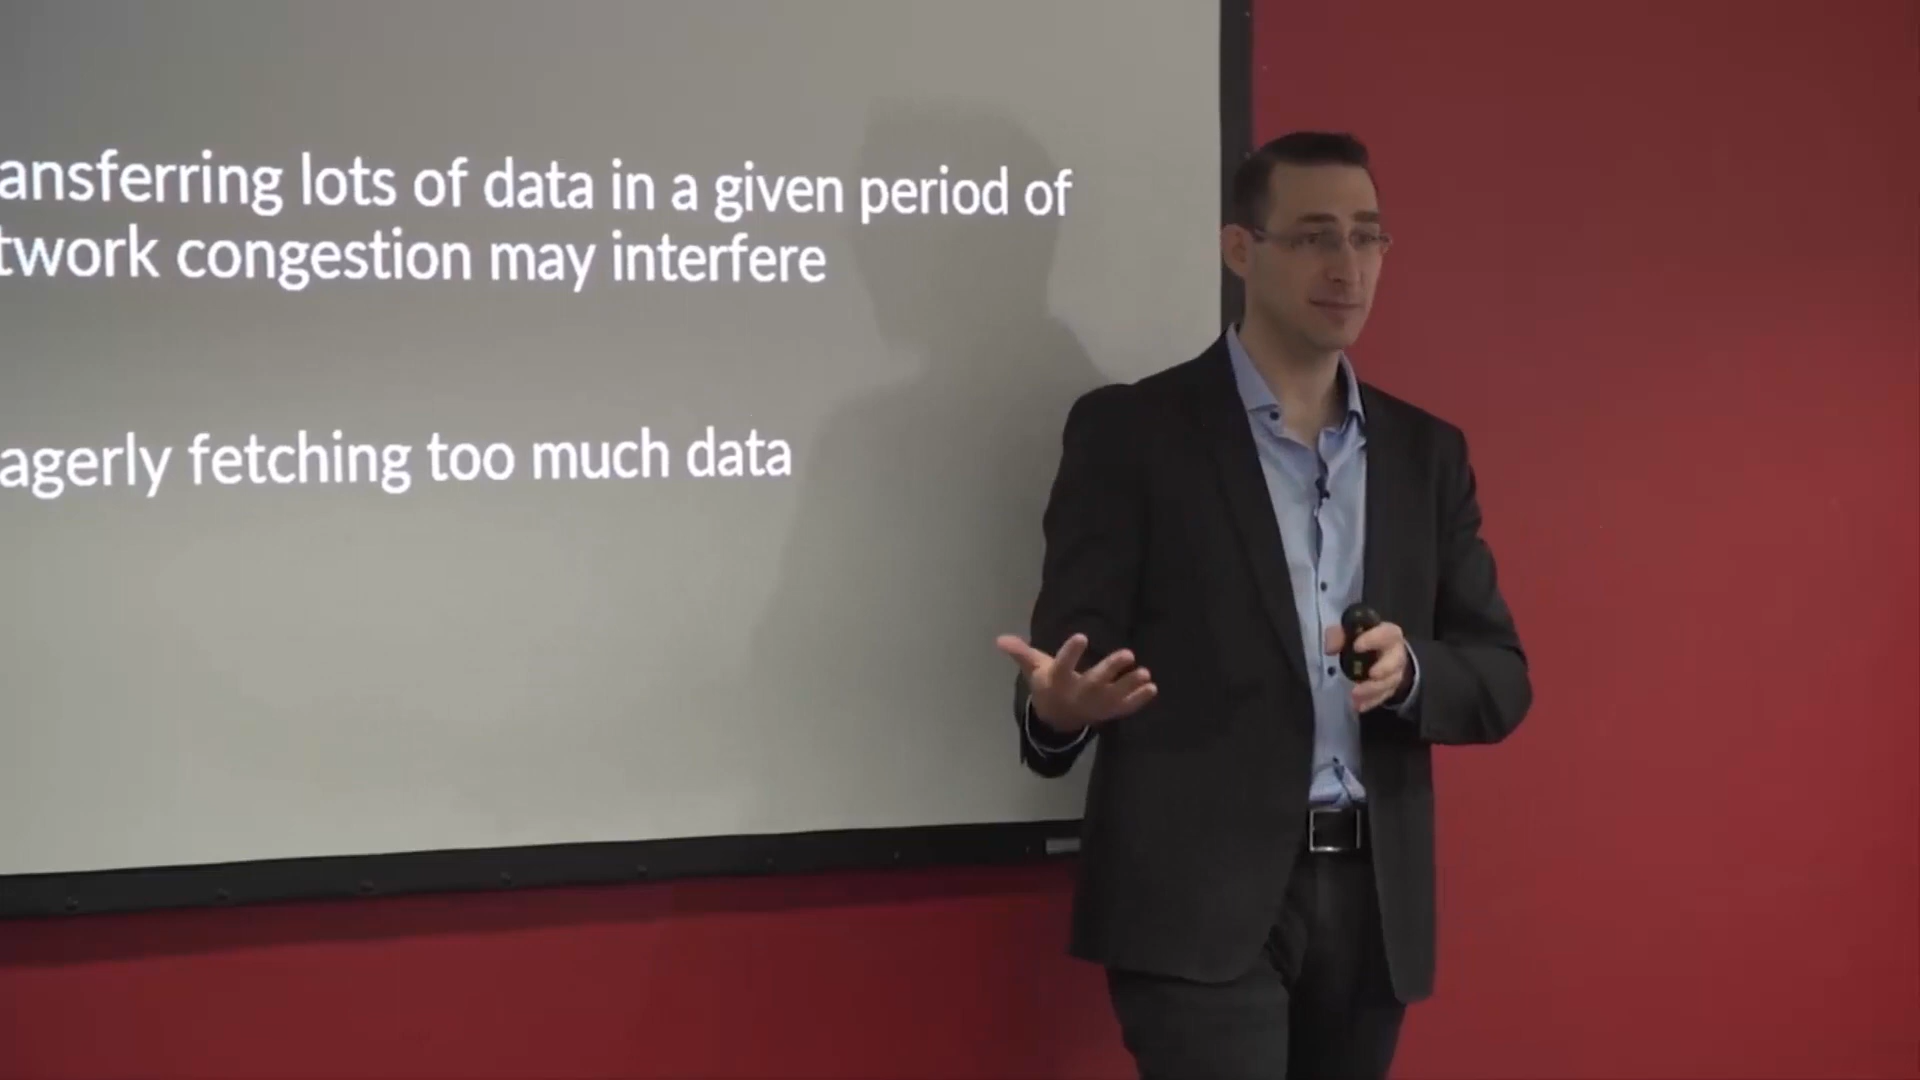 ansferring lots of data in a given period of
twork congestion may interfere
agerly fetching too much data